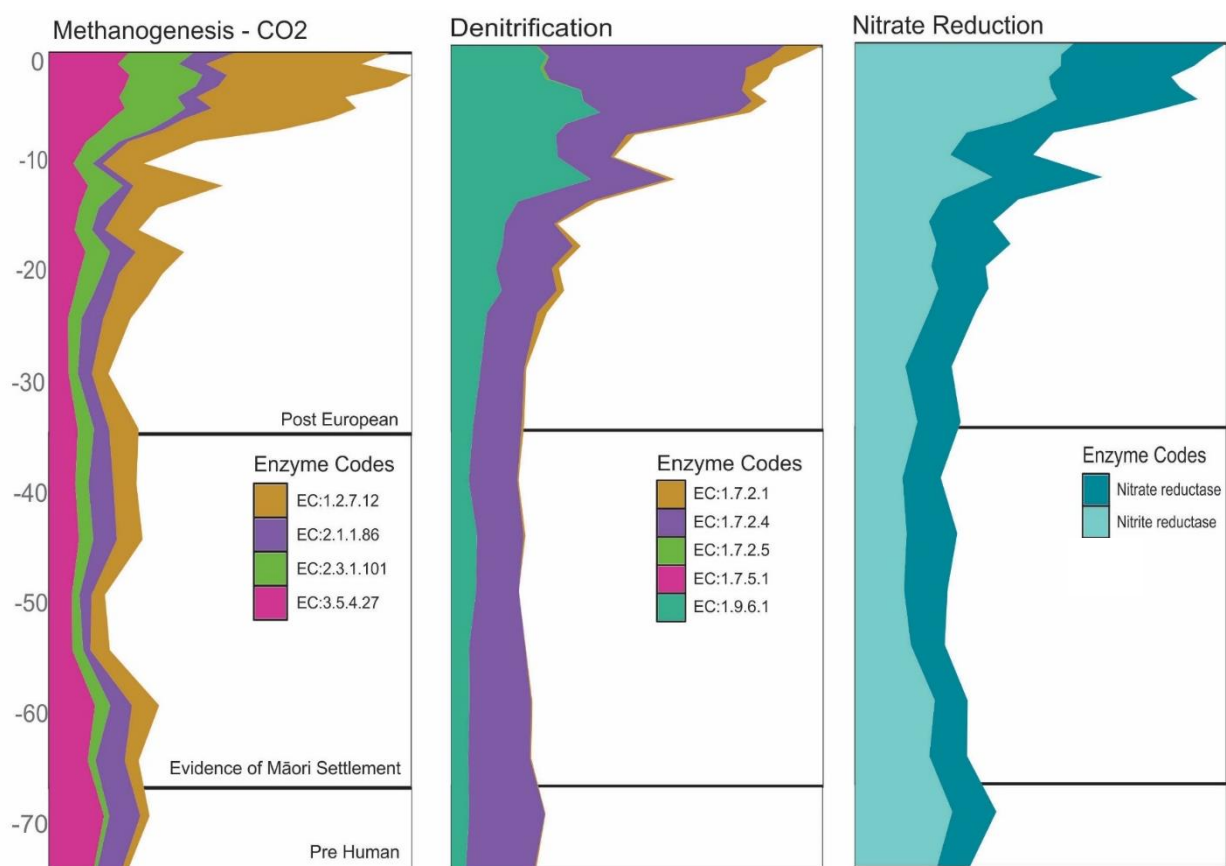 Methanogenesis - CO2
Denitrification
Nitrate Reduction
0
-10
-20
-30
-40
-50
-60
-70
Post European
Evidence of Māori Settlement
Pre Human
Enzyme Codes
EC:1.2.7.12
EC:2.1.1.86
EC:2.3.1.101
EC:3.5.4.27
Enzyme Codes
EC:1.7.2.1
EC:1.7.2.4
EC:1.7.2.5
EC:1.7.5.1
EC:1.9.6.1
Enzyme Codes
Nitrate reductase
Nitrite reductase